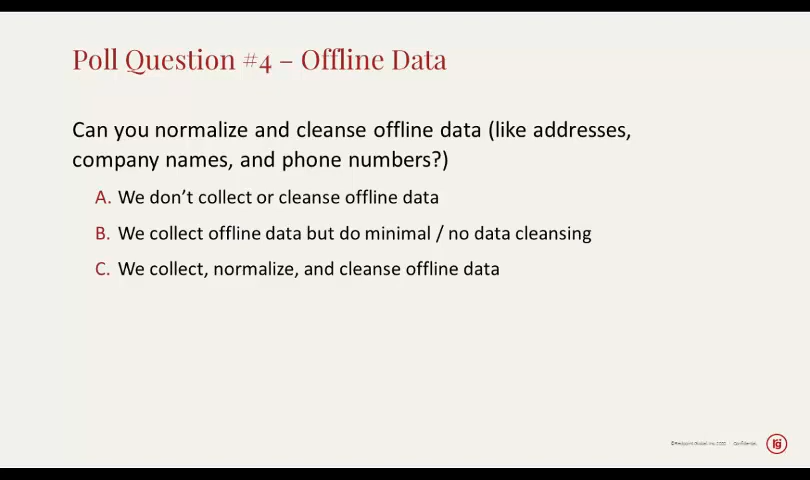 Poll Question #4 – Offline Data
Can you normalize and cleanse offline data (like addresses,
company names, and phone numbers?)
A. We don't collect or cleanse offline data
B. We collect offline data but do minimal / no data cleansing
C. We collect, normalize, and cleanse offline data
Confidential